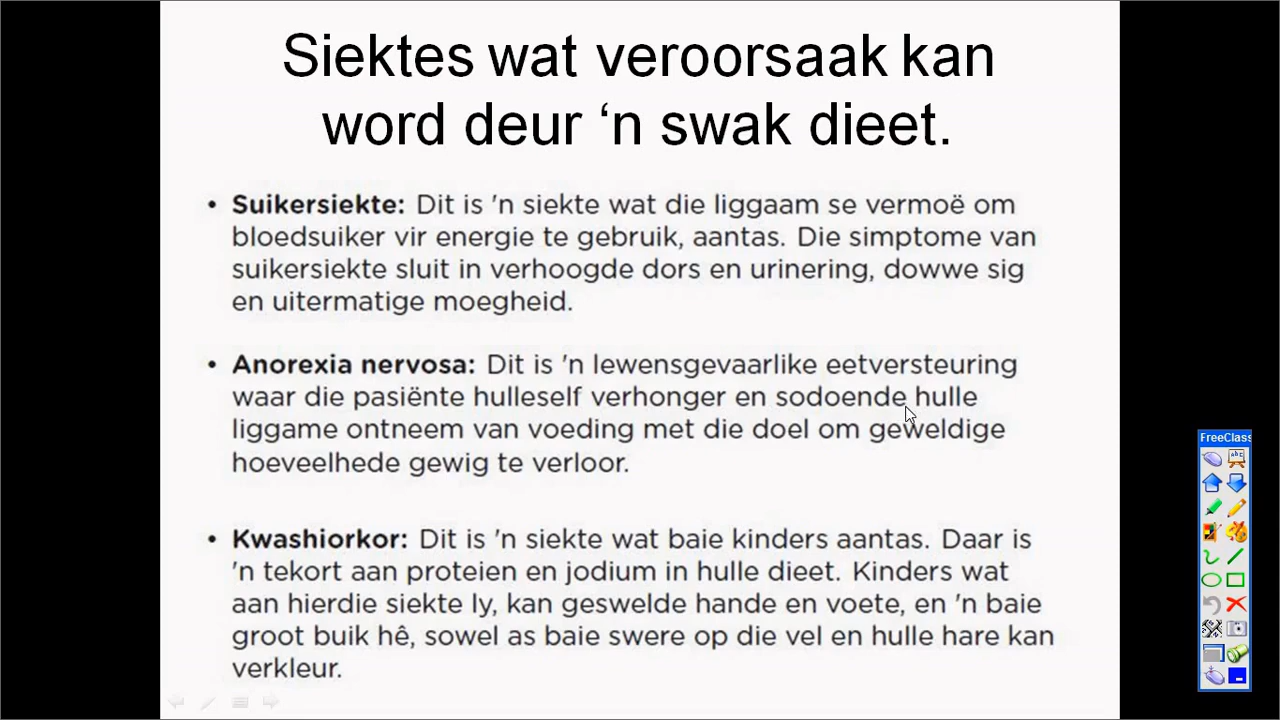 Siektes wat veroorsaak kan
word deur ‘n swak dieet.
• Suikersiekte: Dit is 'n siekte wat die liggaam se vermoë om
bloedsuiker vir energie te gebruik, aantas. Die simptome van
suikersiekte sluit in verhoogde dors en urinering, dowwe sig
en uitermatige moegheid.
• Anorexia nervosa: Dit is 'n lewensgevaarlike eetversteuring
waar die pasiënte hulleself verhonger en sodoende hulle
liggame ontneem van voeding met die doel om geweldige
hoeveelhede gewig te verloor.
• Kwashiorkor: Dit is 'n siekte wat baie kinders aantas. Daar is
'n tekort aan proteien en jodium in hulle dieet. Kinders wat
aan hierdie siekte ly, kan geswelde hande en voete, en 'n baie
groot buik hê, sowel as baie swere op die vel en hulle hare kan
verkleur.
FreeClass
abc